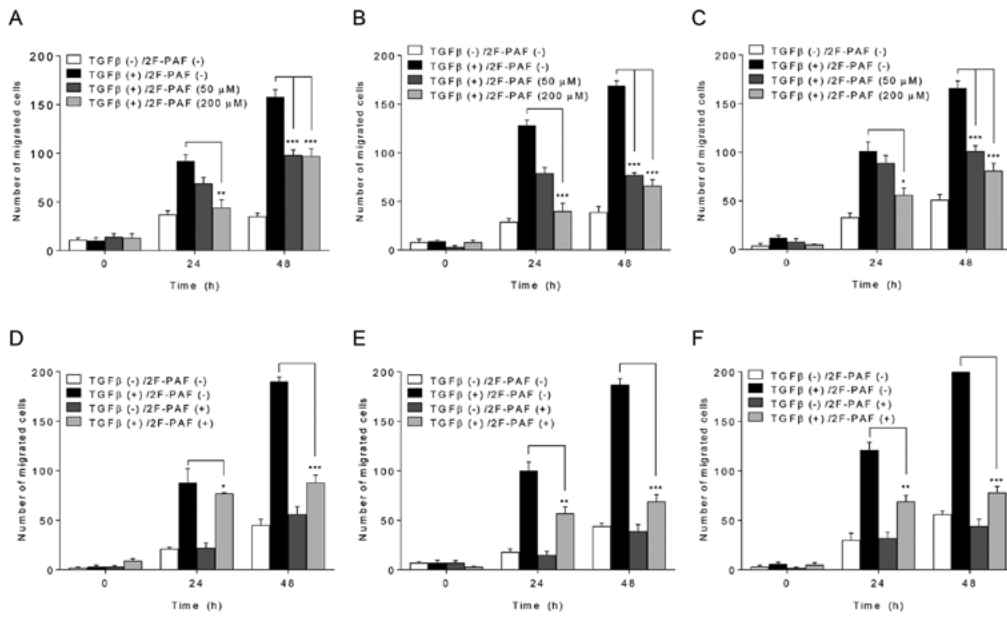 A
TGFβ (-) /2F-PAF (-)
TGFβ (+) /2F-PAF (-)
TGFβ (+) /2F-PAF (50 μM)
TGFβ (+) /2F-PAF (200 μM)
Number of migrated cells
200
150
100
50
0
** *** ***
0 24 48
Time (h)
B
TGFβ (-) /2F-PAF (-)
TGFβ (+) /2F-PAF (-)
TGFβ (+) /2F-PAF (50 μM)
TGFβ (+) /2F-PAF (200 μM)
Number of migrated cells
200
150
100
50
0
*** *** ***
0 24 48
Time (h)
C
TGFβ (-) /2F-PAF (-)
TGFβ (+) /2F-PAF (-)
TGFβ (+) /2F-PAF (50 μM)
TGFβ (+) /2F-PAF (200 μM)
Number of migrated cells
200
150
100
50
0
* *** ***
0 24 48
Time (h)
D
TGFβ (-) /2F-PAF (-)
TGFβ (+) /2F-PAF (-)
TGFβ (-) /2F-PAF (+)
TGFβ (+) /2F-PAF (+)
Number of migrated cells
200
150
100
50
0
* ***
0 24 48
Time (h)
E
TGFβ (-) /2F-PAF (-)
TGFβ (+) /2F-PAF (-)
TGFβ (-) /2F-PAF (+)
TGFβ (+) /2F-PAF (+)
Number of migrated cells
200
150
100
50
0
** ***
0 24 48
Time (h)
F
TGFβ (-) /2F-PAF (-)
TGFβ (+) /2F-PAF (-)
TGFβ (-) /2F-PAF (+)
TGFβ (+) /2F-PAF (+)
Number of migrated cells
200
150
100
50
0
** ***
0 24 48
Time (h)